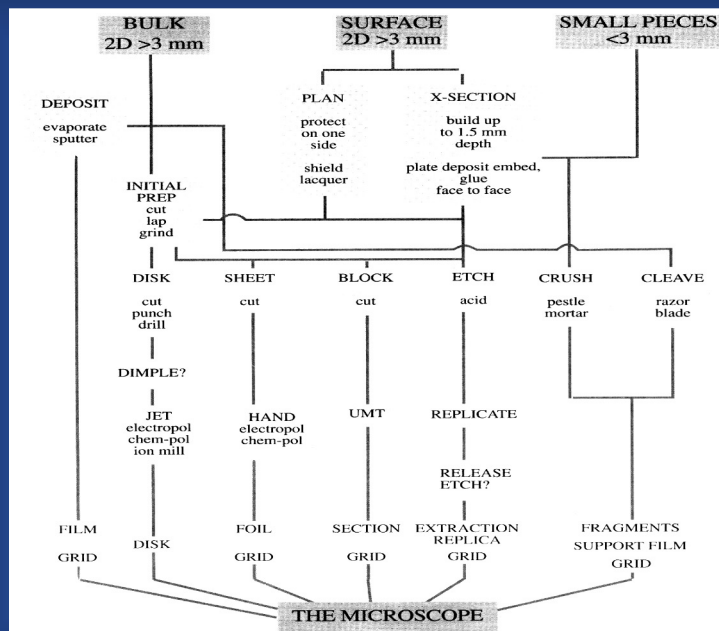 BULK
2D >3 mm
SURFACE
2D >3 mm
SMALL PIECES
<3 mm
DEPOSIT
evaporate
sputter
PLAN
protect
on one
side
shield
lacquer
X-SECTION
build up
to 1.5 mm
depth
plate deposit embed,
glue
face to face
INITIAL
PREP
cut
lap
grind
DISK
cut
punch
drill
SHEET
cut
BLOCK
cut
ETCH
acid
CRUSH
pestle
mortar
CLEAVE
razor
blade
DIMPLE?
JET
electropol
chem-pol
ion mill
HAND
electropol
chem-pol
UMT
REPLICATE
RELEASE
ETCH?
FILM
GRID
DISK
FOIL
GRID
SECTION
GRID
EXTRACTION
REPLICA
GRID
FRAGMENTS
SUPPORT FILM
GRID
THE MICROSCOPE